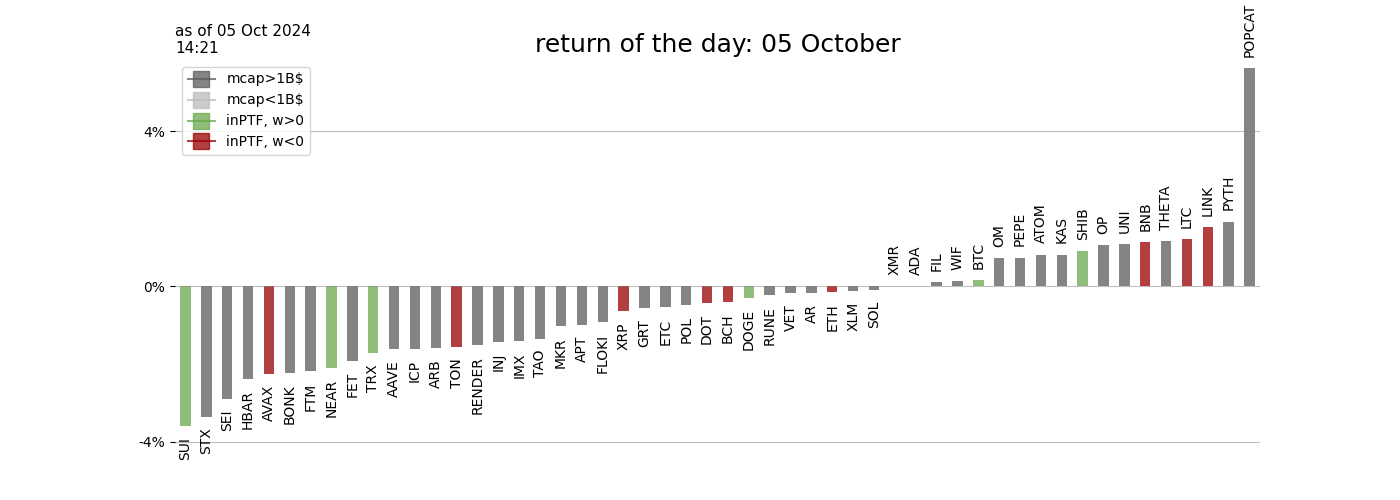 as of 05 Oct 2024
14:21
return of the day: 05 October
mcap>1B$
mcap<1B$
inPTF, w>0
inPTF, w<0
4%
0%
-4%
SUI
STX
SEI
HBAR
AVAX
BONK
FTM
NEAR
FET
TRX
AAVE
ICP
ARB
TON
RENDER
INJ
IMX
TAO
MKR
APT
FLOKI
XRP
GRT
ETC
POL
DOT
BCH
DOGE
RUNE
VET
AR
ETH
XLM
SOL
XMR
ADA
FIL
WIF
BTC
OM
PEPE
ATOM
KAS
SHIB
OP
UNI
BNB
THETA
LTC
LINK
PYTH
POPCAT